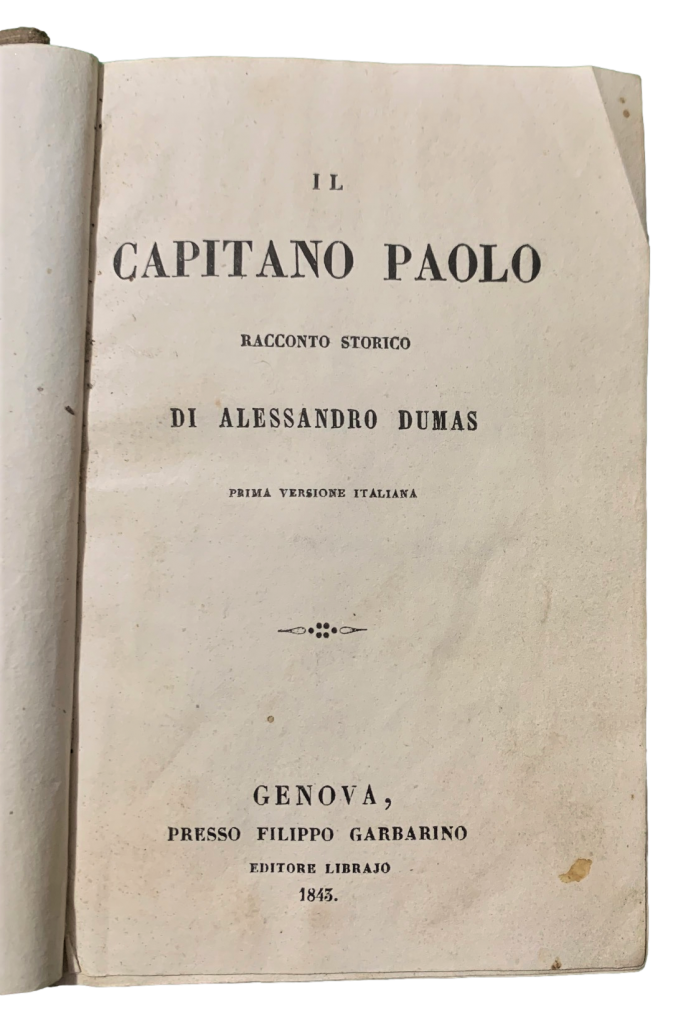 IL
CAPITANO PAOLO
RACCONTO STORICO
DI ALESSANDRO DUMAS
PRIMA VERSIONE ITALIANA
GENOVA,
PRESSO FILIPPO GARBARINO
EDITORE LIBRAJO
1843.